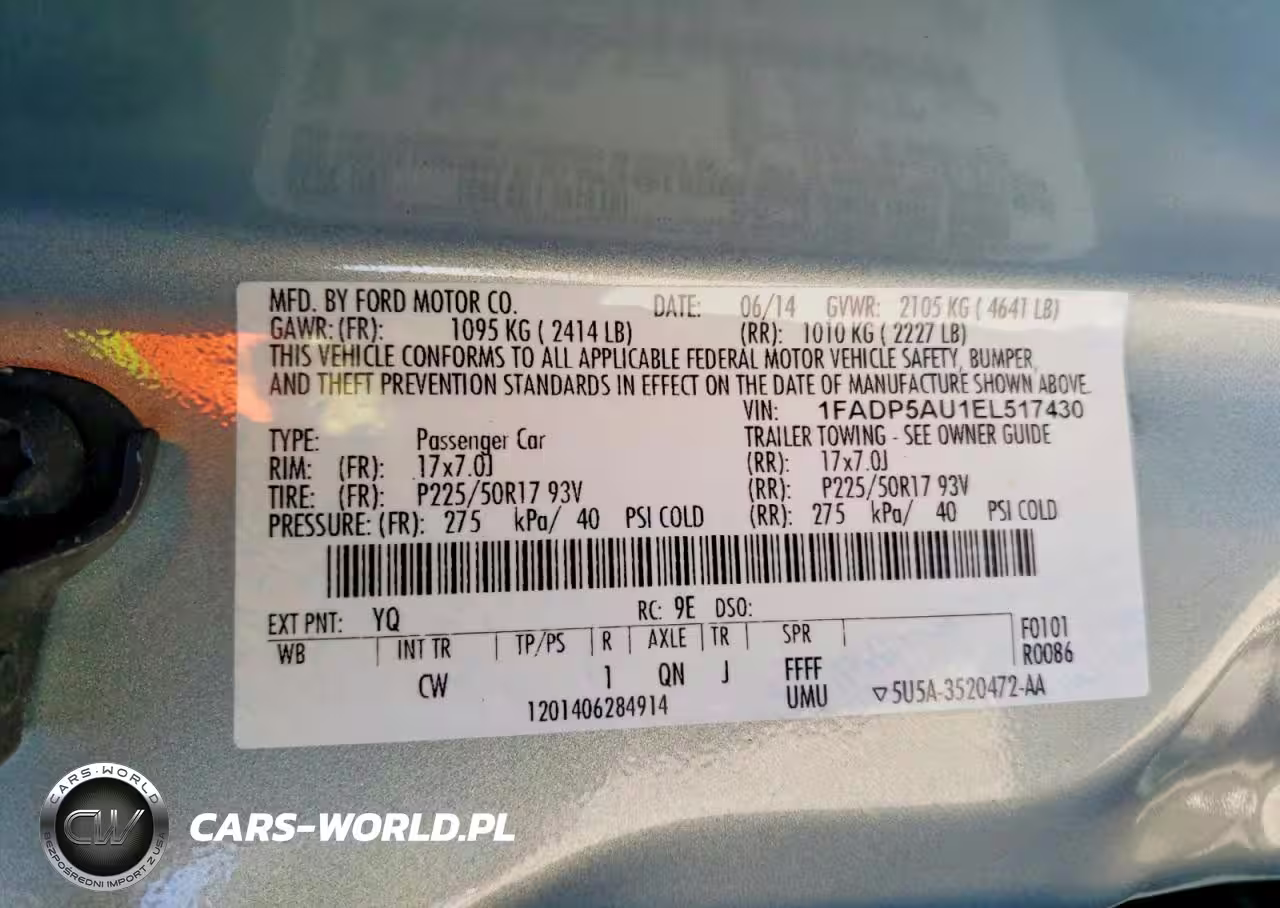 MFD. BY FORD MOTOR CO. DATE: 06/14 GVWR: 2105 KG ( 4641 LB)
GAWR: (FR): 1095 KG ( 2414 LB) (RR): 1010 KG ( 2227 LB)
THIS VEHICLE CONFORMS TO ALL APPLICABLE FEDERAL MOTOR VEHICLE SAFETY, BUMPER,
AND THEFT PREVENTION STANDARDS IN EFFECT ON THE DATE OF MANUFACTURE SHOWN ABOVE.
VIN: 1FADP5AU1EL517430
TYPE: Passenger Car TRAILER TOWING - SEE OWNER GUIDE
RIM: (FR): 17x7.0J (RR): 17x7.0J
TIRE: (FR): P225/50R17 93V (RR): P225/50R17 93V
PRESSURE: (FR): 275 kPa/ 40 PSI COLD (RR): 275 kPa/ 40 PSI COLD
EXT PNT: YQ RC: 9E DSO:
WB INT TR TP/PS R AXLE TR SPR F0101
R0086
CW 1 QN J FFFF
1201406284914 UMU ▽5U5A-3520472-AA
CARS-WORLD
CW
BEZPOŚREDNI IMPORT Z USA
CARS-WORLD.PL